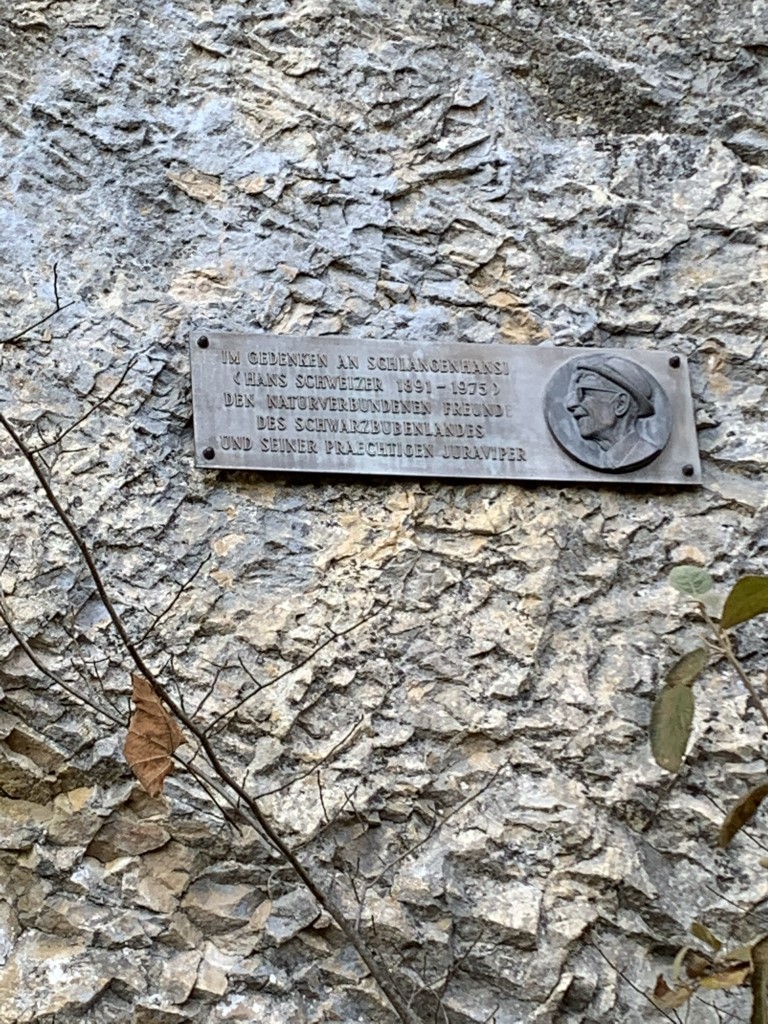 IM GEDENKEN AN SCHLANGENHANSI
(HANS SCHWEIZER 1891-1975)
DEN NATURVERBUNDENEN FREUND
DES SCHWARZBUBENLANDES
UND SEINER PRAECHTIGEN JURAVIPER